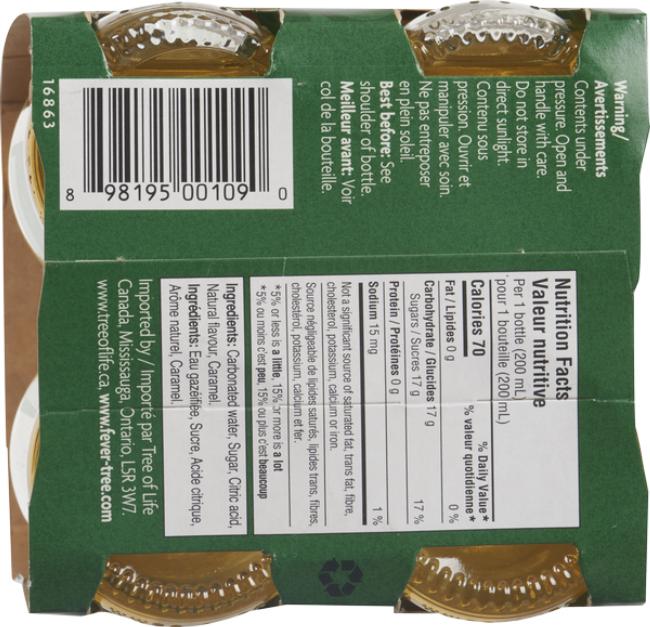 Warning/
Avertissements
Contents under
pressure. Open and
handle with care.
Do not store in
direct sunlight.
Contenu sous
pression. Ouvrir et
manipuler avec soin.
Ne pas entreposer
en plein soleil.
Best before: See
shoulder of bottle.
Meilleur avant: Voir
col de la bouteille.
8 98195 00109 0
16863
Nutrition Facts
Valeur nutritive
Per 1 bottle (200 mL)
pour 1 bouteille (200 mL)
Calories 70
% Daily Value*
% valeur quotidienne*
Fat / Lipides 0 g 0 %
Carbohydrate / Glucides 17 g
Sugars / Sucres 17 g 17 %
Protein / Protéines 0 g
Sodium 15 mg 1 %
Not a significant source of saturated fat, trans fat, fibre,
cholesterol, potassium, calcium or iron.
Source négligeable de lipides saturés, lipides trans, fibres,
cholestérol, potassium, calcium et fer.
*5% or less is a little, 15% or more is a lot
*5% ou moins c'est peu, 15% ou plus c'est beaucoup
Ingredients: Carbonated water, Sugar, Citric acid,
Natural flavour, Caramel.
Ingrédients: Eau gazéifiée, Sucre, Acide citrique,
Arôme naturel, Caramel.
Imported by / Importé par Tree of Life
Canada, Mississauga, Ontario, L5R 3W7.
www.treeoflife.ca, www.fever-tree.com